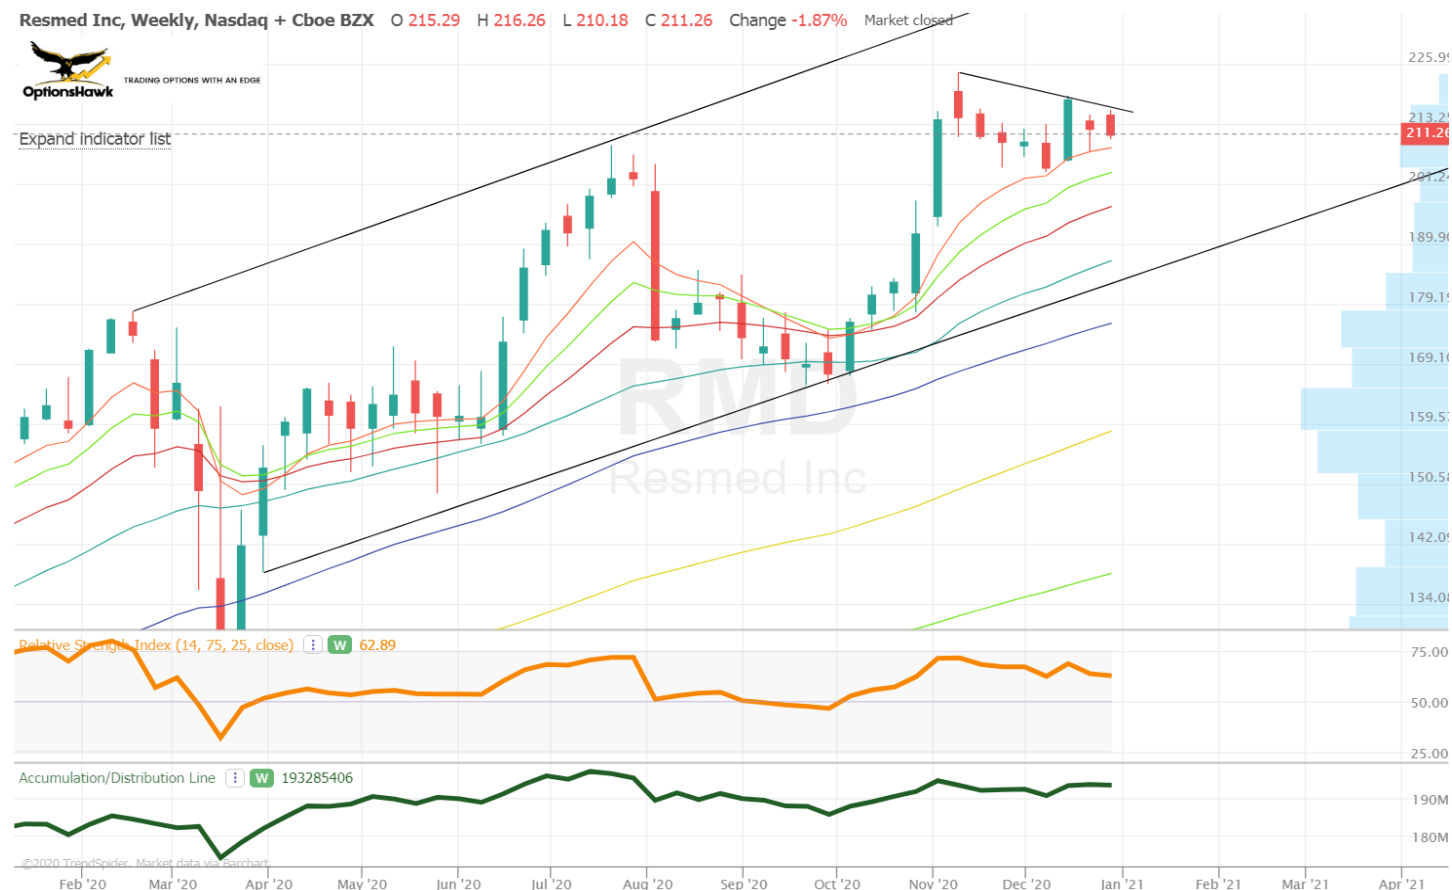 Resmed Inc, Weekly, Nasdaq + Cboe BZX O 215.29 H 216.26 L 210.18 C 211.26 Change -1.87% Market closed
OptionsHawk
TRADING OPTIONS WITH AN EDGE
Expand indicator list
225.99
213.25
211.26
201.24
189.90
179.19
169.10
159.57
150.58
142.09
134.08
RMD
Resmed Inc
Relative Strength Index (14, 75, 25, close) W 62.89
75.00
50.00
25.00
Accumulation/Distribution Line W 193285406
190M
180M
©2020 TrendSpider. Market data via Barchart
Feb '20 Mar '20 Apr '20 May '20 Jun '20 Jul '20 Aug '20 Sep '20 Oct '20 Nov '20 Dec '20 Jan '21 Feb '21 Mar '21 Apr '21